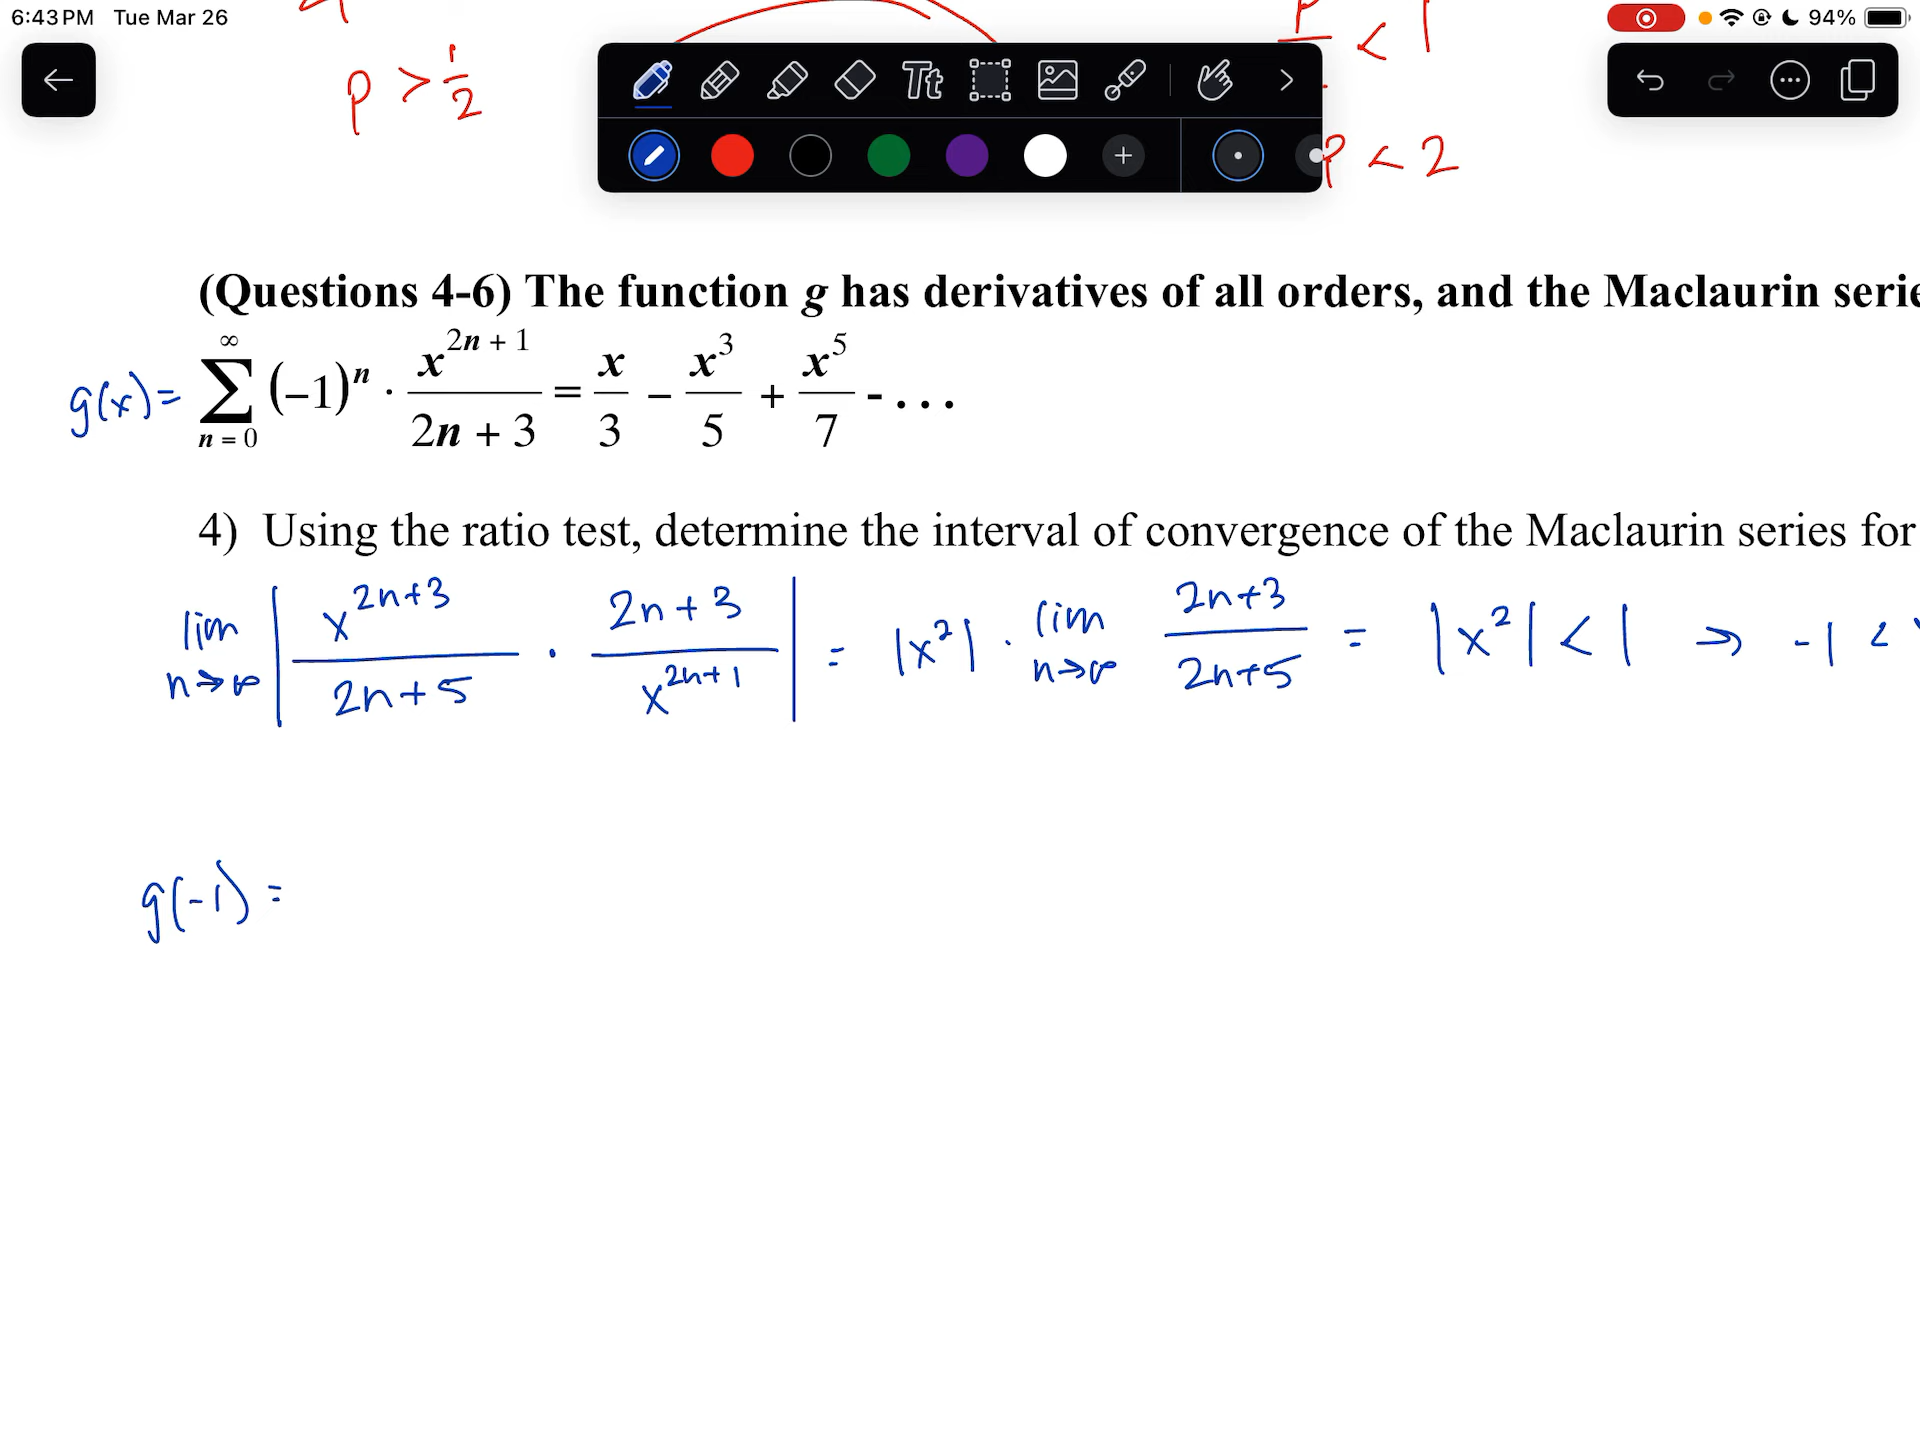 6:43 PM Tue Mar 26 94%
p > 1/2
< 1
p < 2
Tt
(Questions 4-6) The function g has derivatives of all orders, and the Maclaurin serie
g(x) = ∑_{n = 0}^{∞} (−1)^n · x^{2n + 1} / (2n + 3) = x/3 − x^3/5 + x^5/7 - ...
4) Using the ratio test, determine the interval of convergence of the Maclaurin series for
lim_{n→∞} | x^{2n+3} / (2n+5) · (2n+3) / x^{2n+1} | = |x^2| · lim_{n→∞} (2n+3) / (2n+5) = |x^2| < 1 → -1 <
g(-1) =